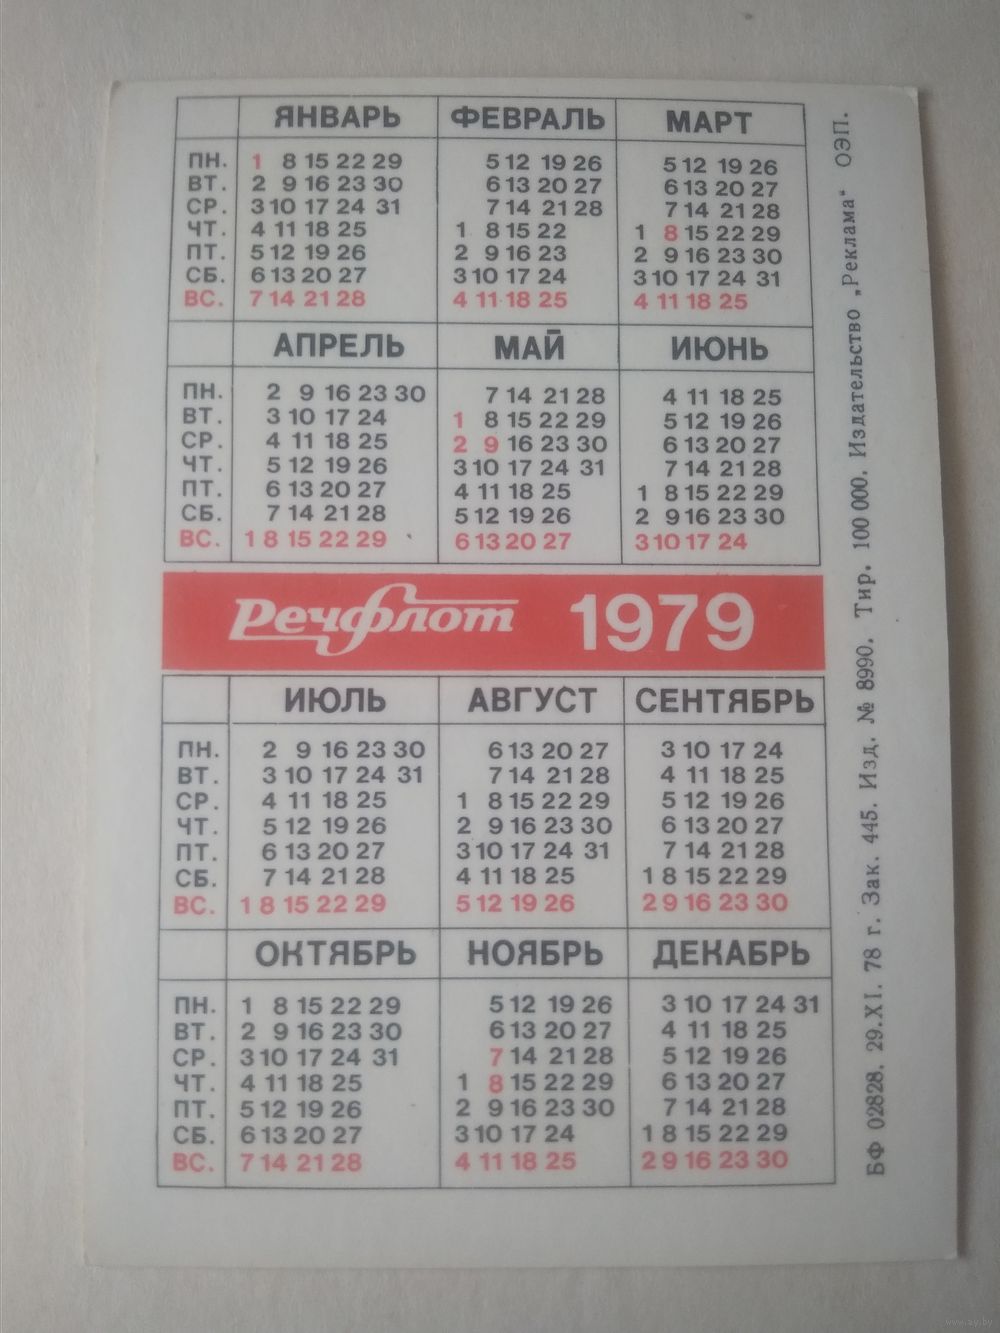 ЯНВАРЬ ФЕВРАЛЬ МАРТ
ПН. 1 8 15 22 29 5 12 19 26 5 12 19 26
ВТ. 2 9 16 23 30 6 13 20 27 6 13 20 27
СР. 3 10 17 24 31 7 14 21 28 7 14 21 28
ЧТ. 4 11 18 25 1 8 15 22 1 8 15 22 29
ПТ. 5 12 19 26 2 9 16 23 2 9 16 23 30
СБ. 6 13 20 27 3 10 17 24 3 10 17 24 31
ВС. 7 14 21 28 4 11 18 25 4 11 18 25
АПРЕЛЬ МАЙ ИЮНЬ
ПН. 2 9 16 23 30 7 14 21 28 4 11 18 25
ВТ. 3 10 17 24 1 8 15 22 29 5 12 19 26
СР. 4 11 18 25 2 9 16 23 30 6 13 20 27
ЧТ. 5 12 19 26 3 10 17 24 31 7 14 21 28
ПТ. 6 13 20 27 4 11 18 25 1 8 15 22 29
СБ. 7 14 21 28 5 12 19 26 2 9 16 23 30
ВС. 1 8 15 22 29 6 13 20 27 3 10 17 24
Речфлот 1979
ИЮЛЬ АВГУСТ СЕНТЯБРЬ
ПН. 2 9 16 23 30 6 13 20 27 3 10 17 24
ВТ. 3 10 17 24 31 7 14 21 28 4 11 18 25
СР. 4 11 18 25 1 8 15 22 29 5 12 19 26
ЧТ. 5 12 19 26 2 9 16 23 30 6 13 20 27
ПТ. 6 13 20 27 3 10 17 24 31 7 14 21 28
СБ. 7 14 21 28 4 11 18 25 1 8 15 22 29
ВС. 1 8 15 22 29 5 12 19 26 2 9 16 23 30
ОКТЯБРЬ НОЯБРЬ ДЕКАБРЬ
ПН. 1 8 15 22 29 5 12 19 26 3 10 17 24 31
ВТ. 2 9 16 23 30 6 13 20 27 4 11 18 25
СР. 3 10 17 24 31 7 14 21 28 5 12 19 26
ЧТ. 4 11 18 25 1 8 15 22 29 6 13 20 27
ПТ. 5 12 19 26 2 9 16 23 30 7 14 21 28
СБ. 6 13 20 27 3 10 17 24 1 8 15 22 29
ВС. 7 14 21 28 4 11 18 25 2 9 16 23 30
БФ 02828. 29.XI. 78 г. Зак. 445. Изд. № 8990. Тир. 100 000. Издательство „Реклама“ ОЭП.
www.ay.by